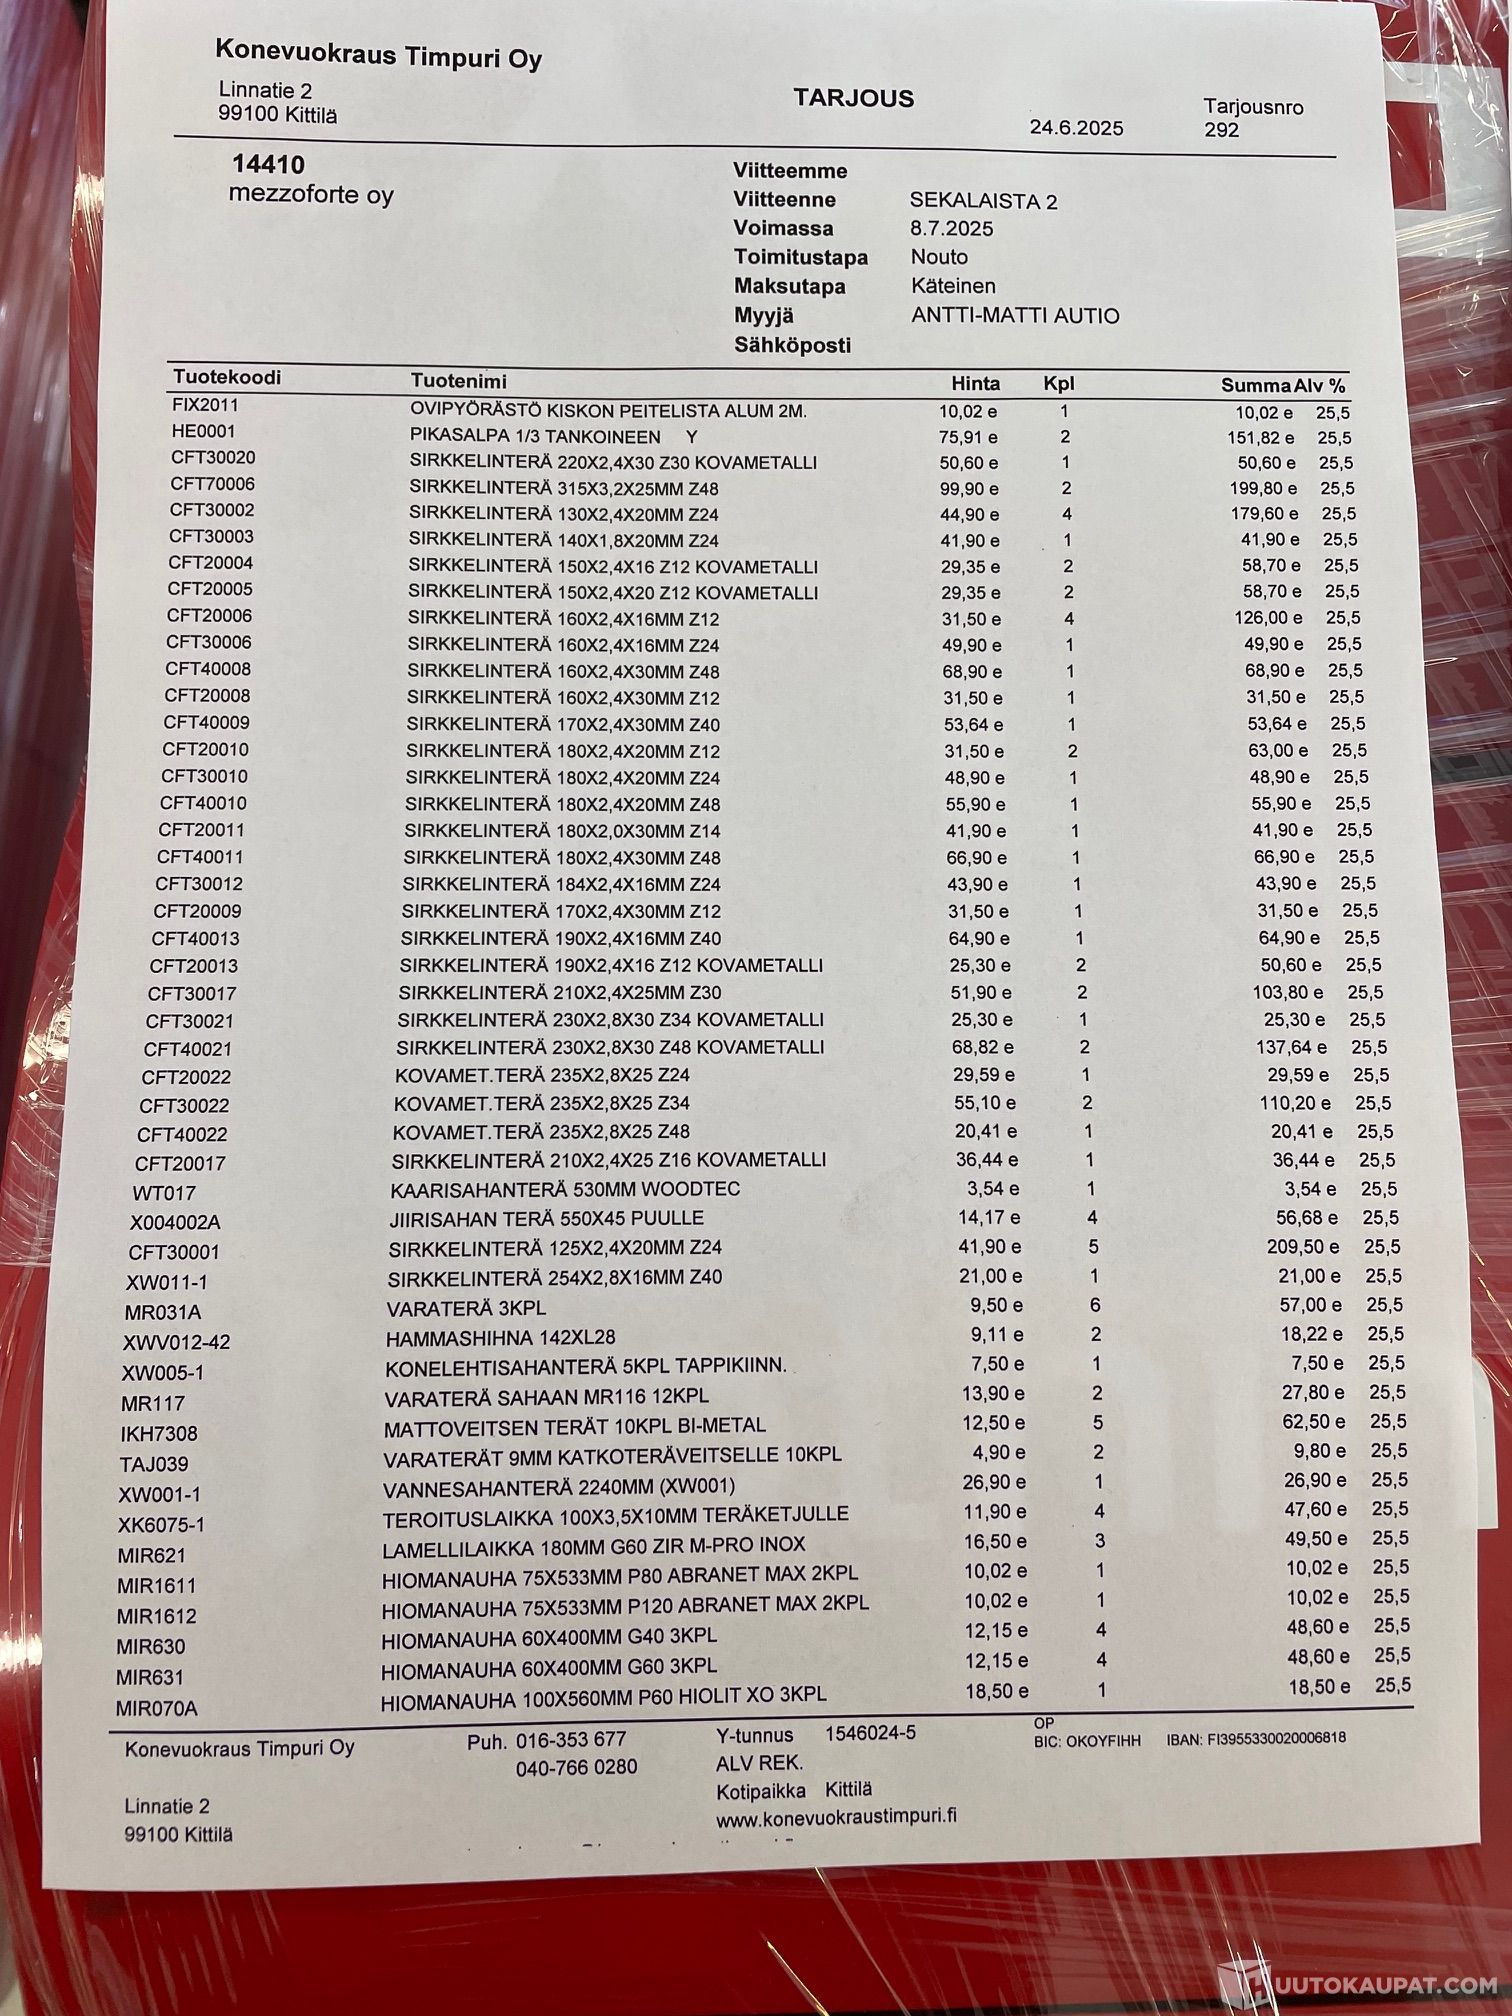 Konevuokraus Timpuri Oy
Linnatie 2
99100 Kittilä
TARJOUS
24.6.2025
Tarjousnro
292
14410
mezzoforte oy
Viitteemme
Viitteenne SEKALAISTA 2
Voimassa 8.7.2025
Toimitustapa Nouto
Maksutapa Käteinen
Myyjä ANTTI-MATTI AUTIO
Sähköposti
Tuotekoodi Tuotenimi Hinta Kpl Summa Alv %
FIX2011 OVIPYÖRÄSTÖ KISKON PEITELISTA ALUM 2M. 10,02 e 1 10,02 e 25,5
HE0001 PIKASALPA 1/3 TANKOINEEN Y 75,91 e 2 151,82 e 25,5
CFT30020 SIRKKELINTERÄ 220X2,4X30 Z30 KOVAMETALLI 50,60 e 1 50,60 e 25,5
CFT70006 SIRKKELINTERÄ 315X3,2X25MM Z48 99,90 e 2 199,80 e 25,5
CFT30002 SIRKKELINTERÄ 130X2,4X20MM Z24 44,90 e 4 179,60 e 25,5
CFT30003 SIRKKELINTERÄ 140X1,8X20MM Z24 41,90 e 1 41,90 e 25,5
CFT20004 SIRKKELINTERÄ 150X2,4X16 Z12 KOVAMETALLI 29,35 e 2 58,70 e 25,5
CFT20005 SIRKKELINTERÄ 150X2,4X20 Z12 KOVAMETALLI 29,35 e 2 58,70 e 25,5
CFT20006 SIRKKELINTERÄ 160X2,4X16MM Z12 31,50 e 4 126,00 e 25,5
CFT30006 SIRKKELINTERÄ 160X2,4X16MM Z24 49,90 e 1 49,90 e 25,5
CFT40008 SIRKKELINTERÄ 160X2,4X30MM Z48 68,90 e 1 68,90 e 25,5
CFT20008 SIRKKELINTERÄ 160X2,4X30MM Z12 31,50 e 1 31,50 e 25,5
CFT40009 SIRKKELINTERÄ 170X2,4X30MM Z40 53,64 e 1 53,64 e 25,5
CFT20010 SIRKKELINTERÄ 180X2,4X20MM Z12 31,50 e 2 63,00 e 25,5
CFT30010 SIRKKELINTERÄ 180X2,4X20MM Z24 48,90 e 1 48,90 e 25,5
CFT40010 SIRKKELINTERÄ 180X2,4X20MM Z48 55,90 e 1 55,90 e 25,5
CFT20011 SIRKKELINTERÄ 180X2,0X30MM Z14 41,90 e 1 41,90 e 25,5
CFT40011 SIRKKELINTERÄ 180X2,4X30MM Z48 66,90 e 1 66,90 e 25,5
CFT30012 SIRKKELINTERÄ 184X2,4X16MM Z24 43,90 e 1 43,90 e 25,5
CFT20009 SIRKKELINTERÄ 170X2,4X30MM Z12 31,50 e 1 31,50 e 25,5
CFT40013 SIRKKELINTERÄ 190X2,4X16MM Z40 64,90 e 1 64,90 e 25,5
CFT20013 SIRKKELINTERÄ 190X2,4X16 Z12 KOVAMETALLI 25,30 e 2 50,60 e 25,5
CFT30017 SIRKKELINTERÄ 210X2,4X25MM Z30 51,90 e 2 103,80 e 25,5
CFT30021 SIRKKELINTERÄ 230X2,8X30 Z34 KOVAMETALLI 25,30 e 1 25,30 e 25,5
CFT40021 SIRKKELINTERÄ 230X2,8X30 Z48 KOVAMETALLI 68,82 e 2 137,64 e 25,5
CFT20022 KOVAMET.TERÄ 235X2,8X25 Z24 29,59 e 1 29,59 e 25,5
CFT30022 KOVAMET.TERÄ 235X2,8X25 Z34 55,10 e 2 110,20 e 25,5
CFT40022 KOVAMET.TERÄ 235X2,8X25 Z48 20,41 e 1 20,41 e 25,5
CFT20017 SIRKKELINTERÄ 210X2,4X25 Z16 KOVAMETALLI 36,44 e 1 36,44 e 25,5
WT017 KAARISAHANTERÄ 530MM WOODTEC 3,54 e 1 3,54 e 25,5
X004002A JIIRISAHAN TERÄ 550X45 PUULLE 14,17 e 4 56,68 e 25,5
CFT30001 SIRKKELINTERÄ 125X2,4X20MM Z24 41,90 e 5 209,50 e 25,5
XW011-1 SIRKKELINTERÄ 254X2,8X16MM Z40 21,00 e 1 21,00 e 25,5
MR031A VARATERÄ 3KPL 9,50 e 6 57,00 e 25,5
XWV012-42 HAMMASHIHNA 142XL28 9,11 e 2 18,22 e 25,5
XW005-1 KONELEHTISAHANTERÄ 5KPL TAPPIKIINN. 7,50 e 1 7,50 e 25,5
MR117 VARATERÄ SAHAAN MR116 12KPL 13,90 e 2 27,80 e 25,5
IKH7308 MATTOVEITSEN TERÄT 10KPL BI-METAL 12,50 e 5 62,50 e 25,5
TAJ039 VARATERÄT 9MM KATKOTERÄVEITSELLE 10KPL 4,90 e 2 9,80 e 25,5
XW001-1 VANNESAHANTERÄ 2240MM (XW001) 26,90 e 1 26,90 e 25,5
XK6075-1 TEROITUSLAIKKA 100X3,5X10MM TERÄKETJULLE 11,90 e 4 47,60 e 25,5
MIR621 LAMELLILAIKKA 180MM G60 ZIR M-PRO INOX 16,50 e 3 49,50 e 25,5
MIR1611 HIOMANAUHA 75X533MM P80 ABRANET MAX 2KPL 10,02 e 1 10,02 e 25,5
MIR1612 HIOMANAUHA 75X533MM P120 ABRANET MAX 2KPL 10,02 e 1 10,02 e 25,5
MIR630 HIOMANAUHA 60X400MM G40 3KPL 12,15 e 4 48,60 e 25,5
MIR631 HIOMANAUHA 60X400MM G60 3KPL 12,15 e 4 48,60 e 25,5
MIR070A HIOMANAUHA 100X560MM P60 HIOLIT XO 3KPL 18,50 e 1 18,50 e 25,5
Konevuokraus Timpuri Oy
Linnatie 2
99100 Kittilä
Puh. 016-353 677
040-766 0280
Y-tunnus 1546024-5
ALV REK.
Kotipaikka Kittilä
www.konevuokraustimpuri.fi
OP
BIC: OKOYFIHH IBAN: FI3955330020006818
HUUTOKAUPAT.COM